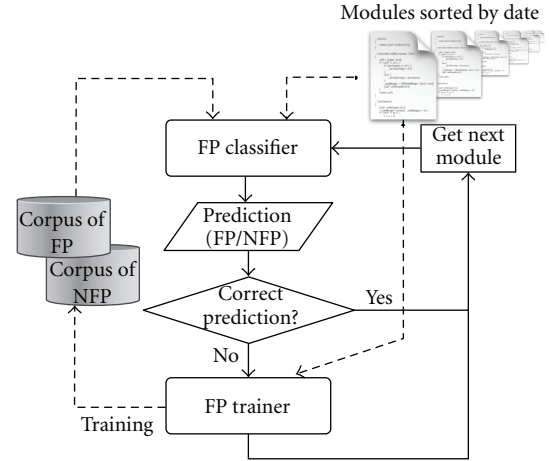 Modules sorted by date
FP classifier
Get next
module
Prediction
(FP/NFP)
Corpus of
FP
Corpus of
NFP
Correct
prediction?
Yes
No
FP trainer
Training